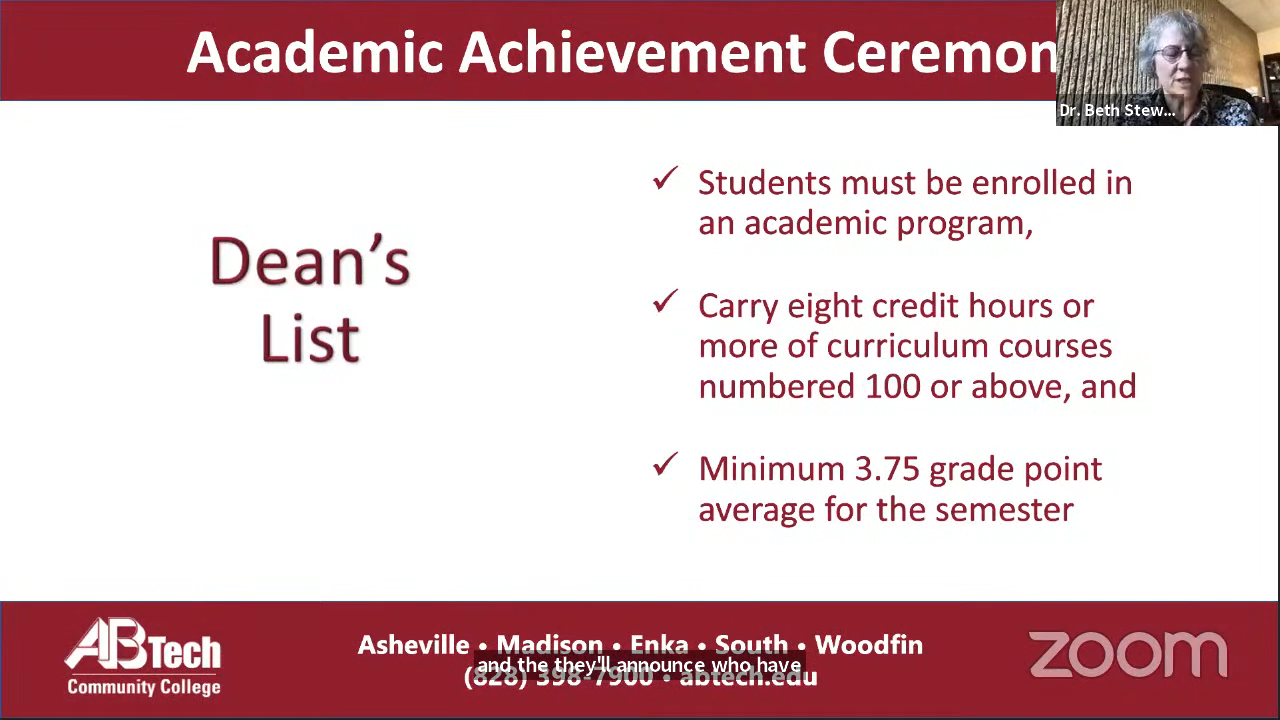 Academic Achievement Ceremon
Dr. Beth Stew...
Dean's
List
✓ Students must be enrolled in
an academic program,
✓ Carry eight credit hours or
more of curriculum courses
numbered 100 or above, and
✓ Minimum 3.75 grade point
average for the semester
AB Tech
Community College
Asheville • Madison • Enka • South • Woodfin
and the they'll announce who have
(828) 398-7900 • abtech.edu
zoom